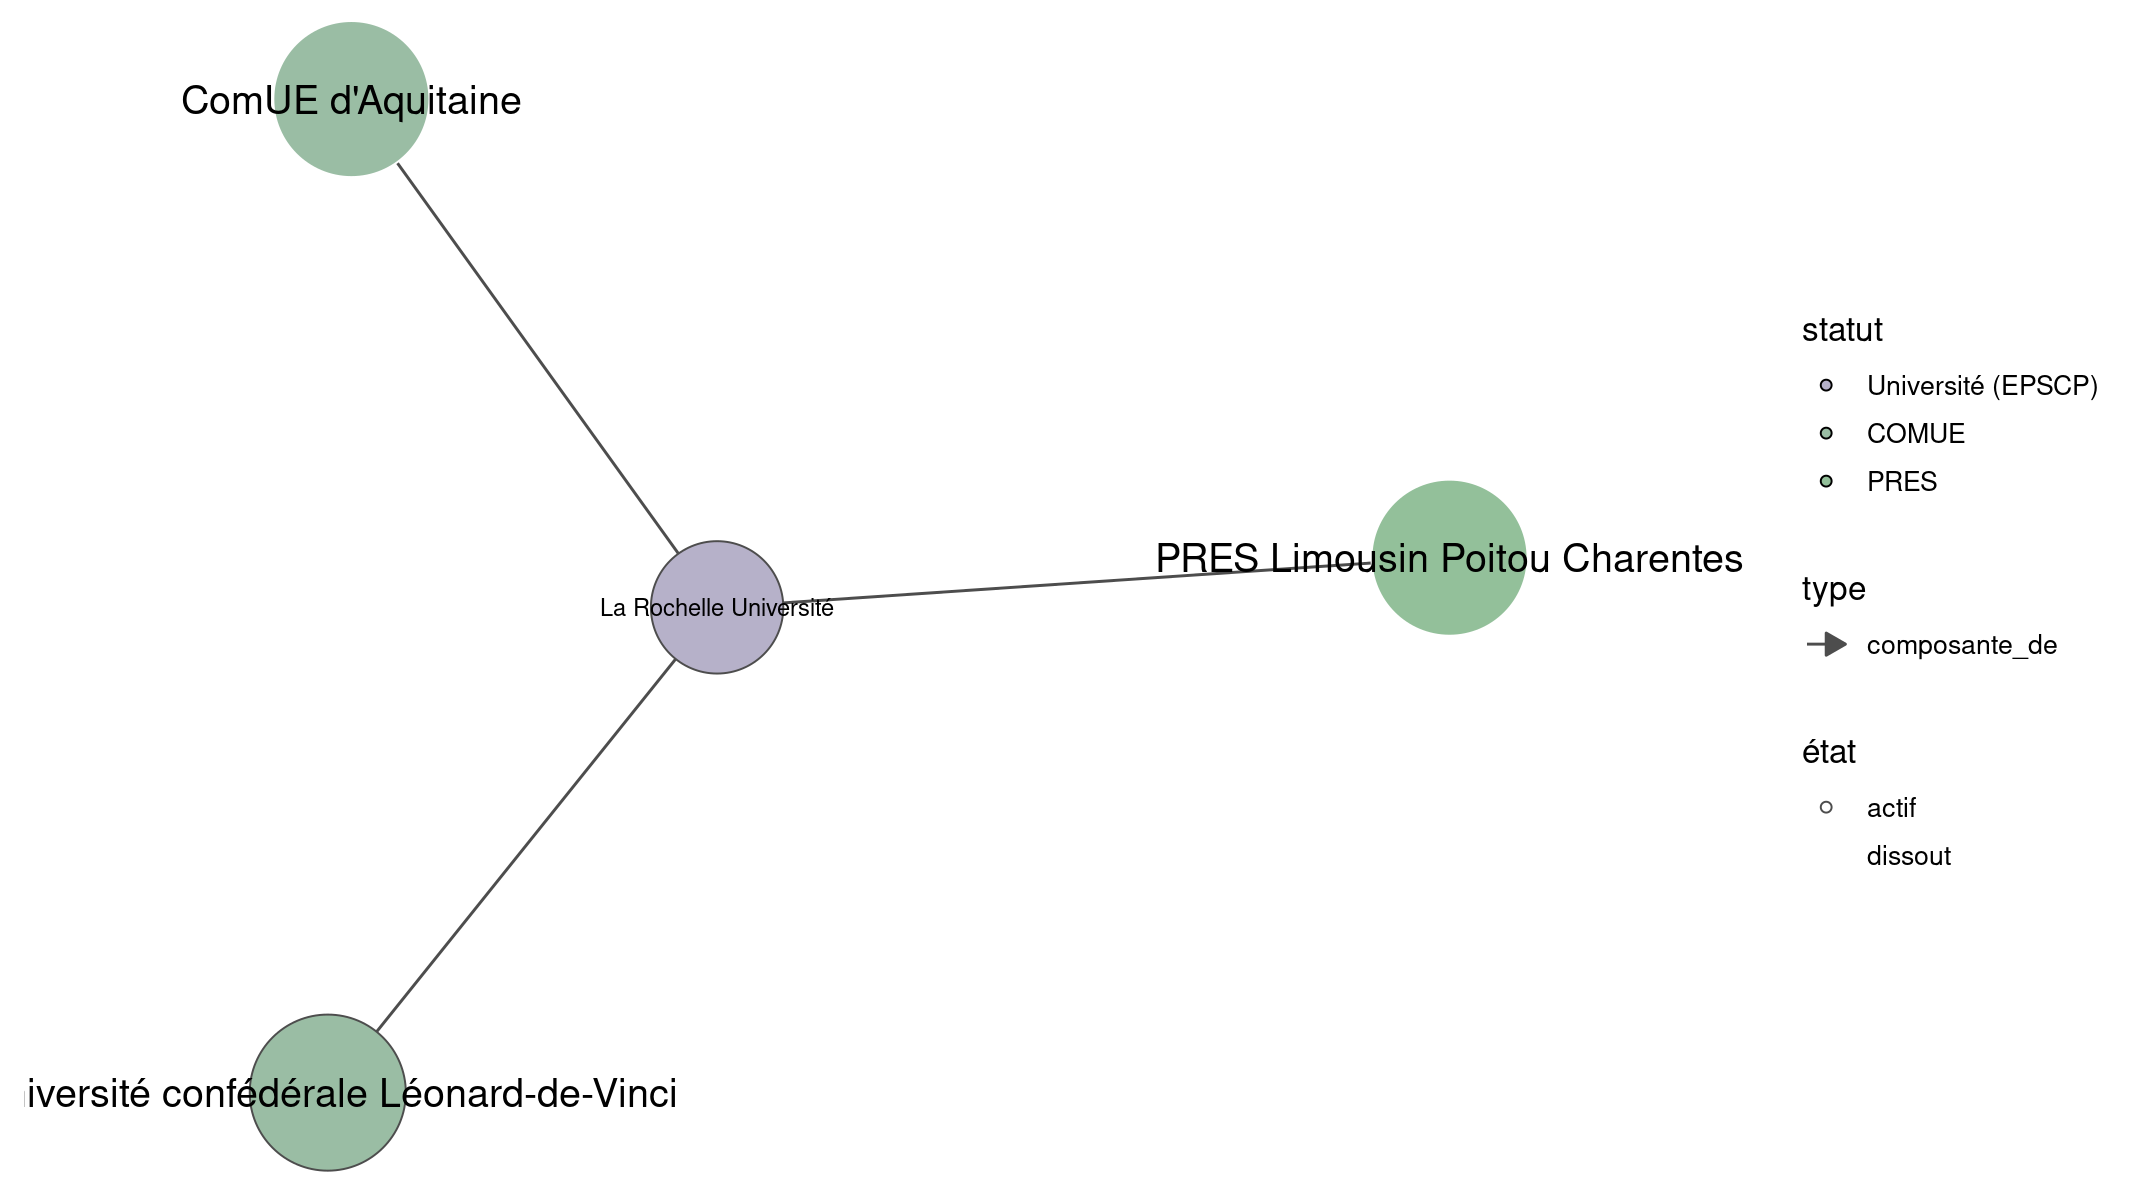 ComUE d'Aquitaine
PRES Limousin Poitou Charentes
La Rochelle Université
iversité confédérale Léonard-de-Vinci
statut
Université (EPSCP)
COMUE
PRES
type
composante_de
état
actif
dissout